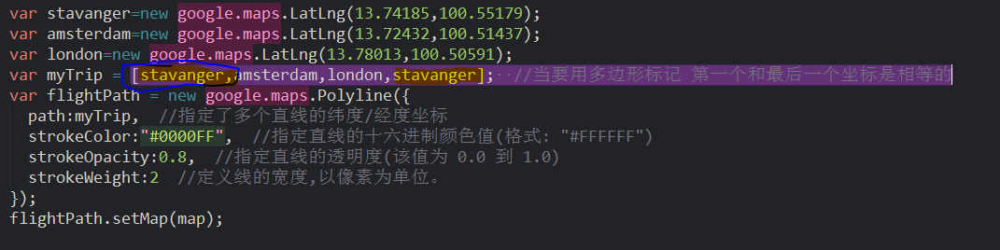 var stavanger=new google.maps.LatLng(13.74185,100.55179);
var amsterdam=new google.maps.LatLng(13.72432,100.51437);
var london=new google.maps.LatLng(13.78013,100.50591);
var myTrip = [stavanger,amsterdam,london,stavanger]; //当要用多边形标记 第一个和最后一个坐标是相等的
var flightPath = new google.maps.Polyline({
  path:myTrip,  //指定了多个直线的纬度/经度坐标
  strokeColor:"#0000FF",  //指定直线的十六进制颜色值(格式: "#FFFFFF")
  strokeOpacity:0.8,  //指定直线的透明度(该值为 0.0 到 1.0)
  strokeWeight:2  //定义线的宽度,以像素为单位。
});
flightPath.setMap(map);